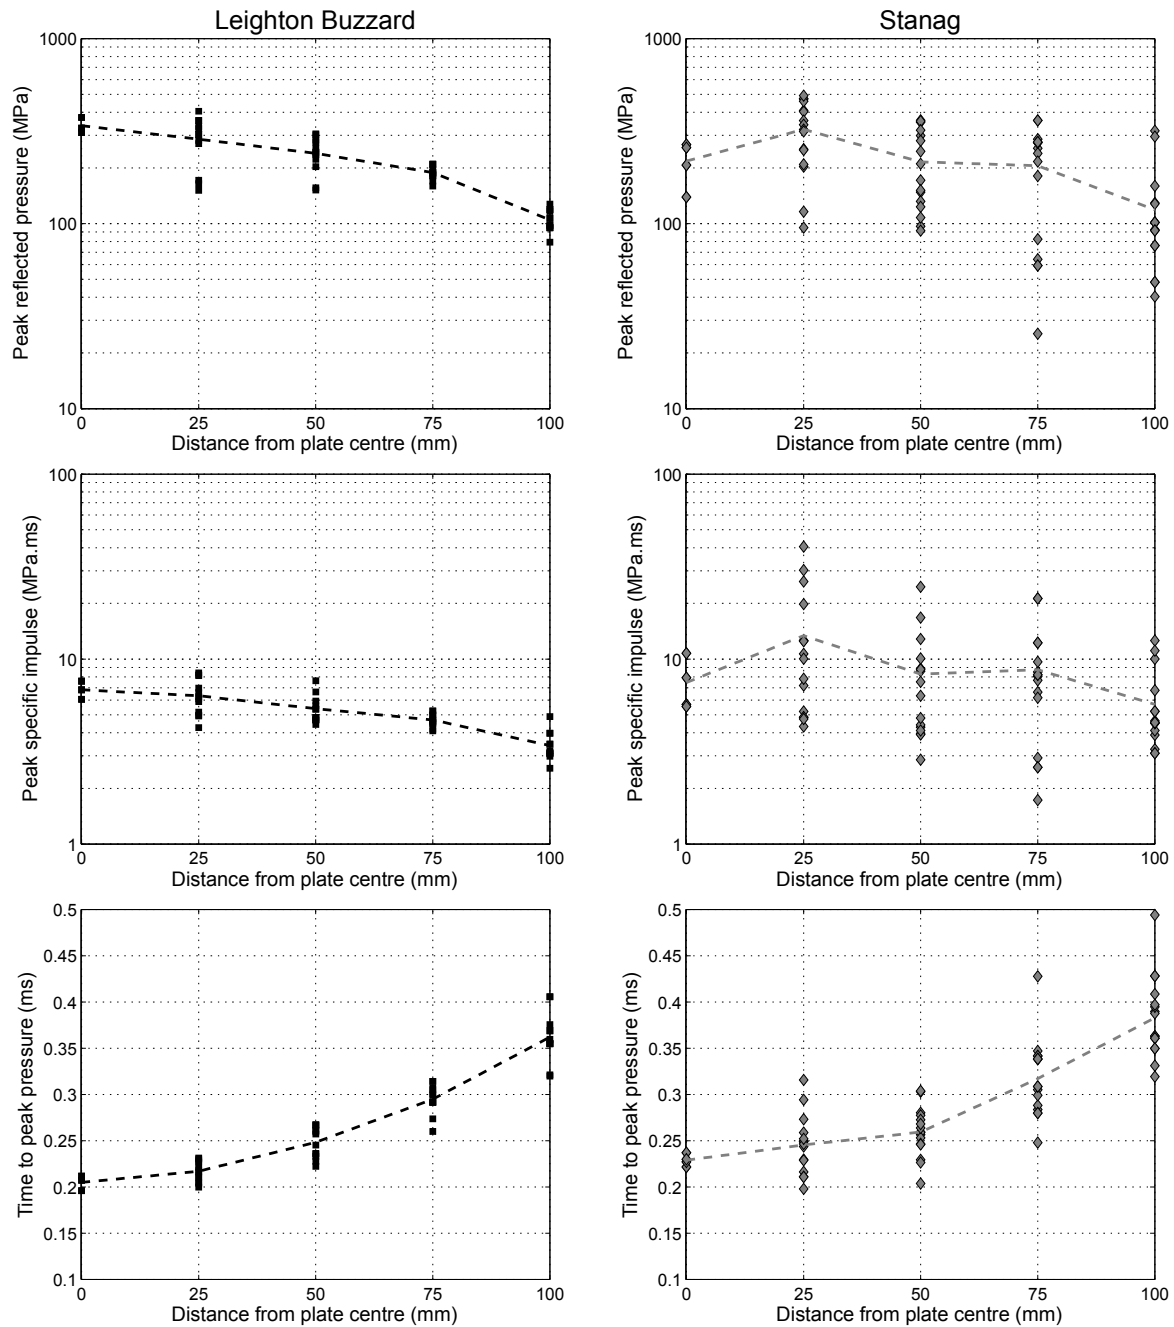 Leighton Buzzard
1000
100
10
0 25 50 75 100
Peak reflected pressure (MPa)
Distance from plate centre (mm)
Stanag
1000
100
10
0 25 50 75 100
Peak reflected pressure (MPa)
Distance from plate centre (mm)
100
10
1
0 25 50 75 100
Peak specific impulse (MPa.ms)
Distance from plate centre (mm)
100
10
1
0 25 50 75 100
Peak specific impulse (MPa.ms)
Distance from plate centre (mm)
0.5
0.45
0.4
0.35
0.3
0.25
0.2
0.15
0.1
0 25 50 75 100
Time to peak pressure (ms)
Distance from plate centre (mm)
0.5
0.45
0.4
0.35
0.3
0.25
0.2
0.15
0.1
0 25 50 75 100
Time to peak pressure (ms)
Distance from plate centre (mm)